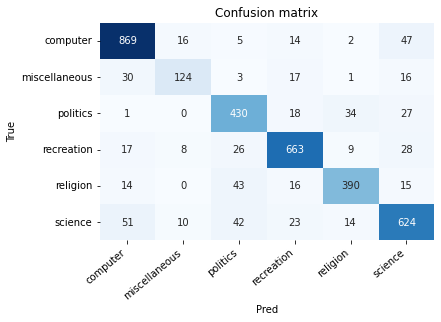 Confusion matrix
True
computer 869 16 5 14 2 47
miscellaneous 30 124 3 17 1 16
politics 1 0 430 18 34 27
recreation 17 8 26 663 9 28
religion 14 0 43 16 390 15
science 51 10 42 23 14 624
computer miscellaneous politics recreation religion science
Pred